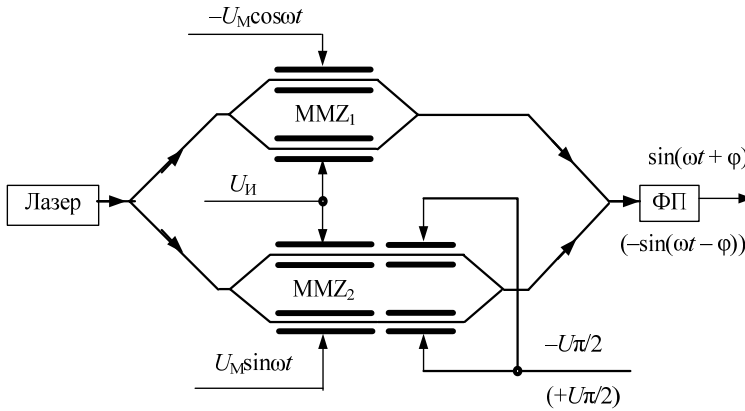 –U_Mcosωt
MMZ₁
sin(ωt + φ)
U_И
Лазер
ФП
(–sin(ωt – φ))
MMZ₂
–Uπ/2
U_Msinωt
(+Uπ/2)